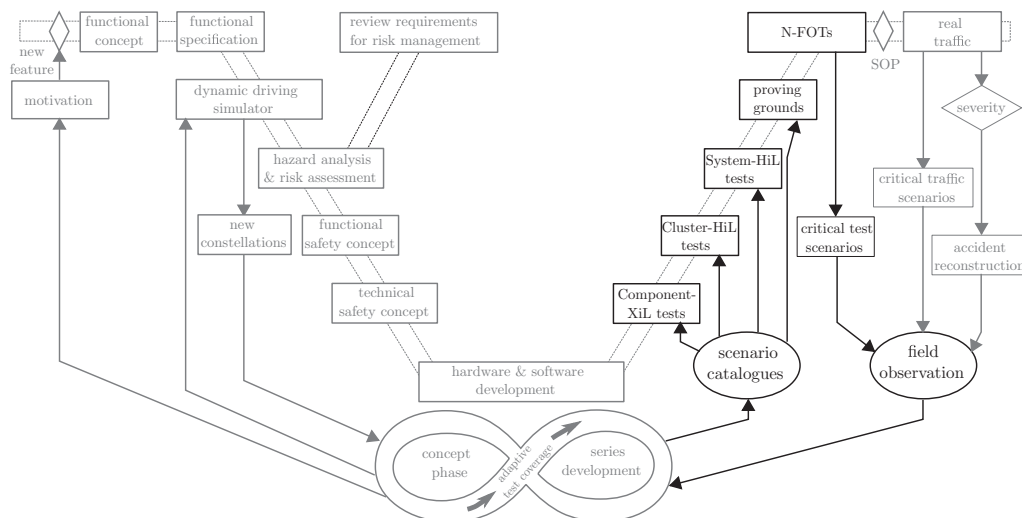 functional
concept
functional
specification
review requirements
for risk management
N-FOTs
real
traffic
new
feature
SOP
motivation
dynamic driving
simulator
proving
grounds
severity
hazard analysis
& risk assessment
System-HiL
tests
critical traffic
scenarios
new
constellations
functional
safety concept
Cluster-HiL
tests
critical test
scenarios
accident
reconstruction
technical
safety concept
Component-
XiL tests
hardware & software
development
scenario
catalogues
field
observation
concept
phase
adaptive
test coverage
series
development